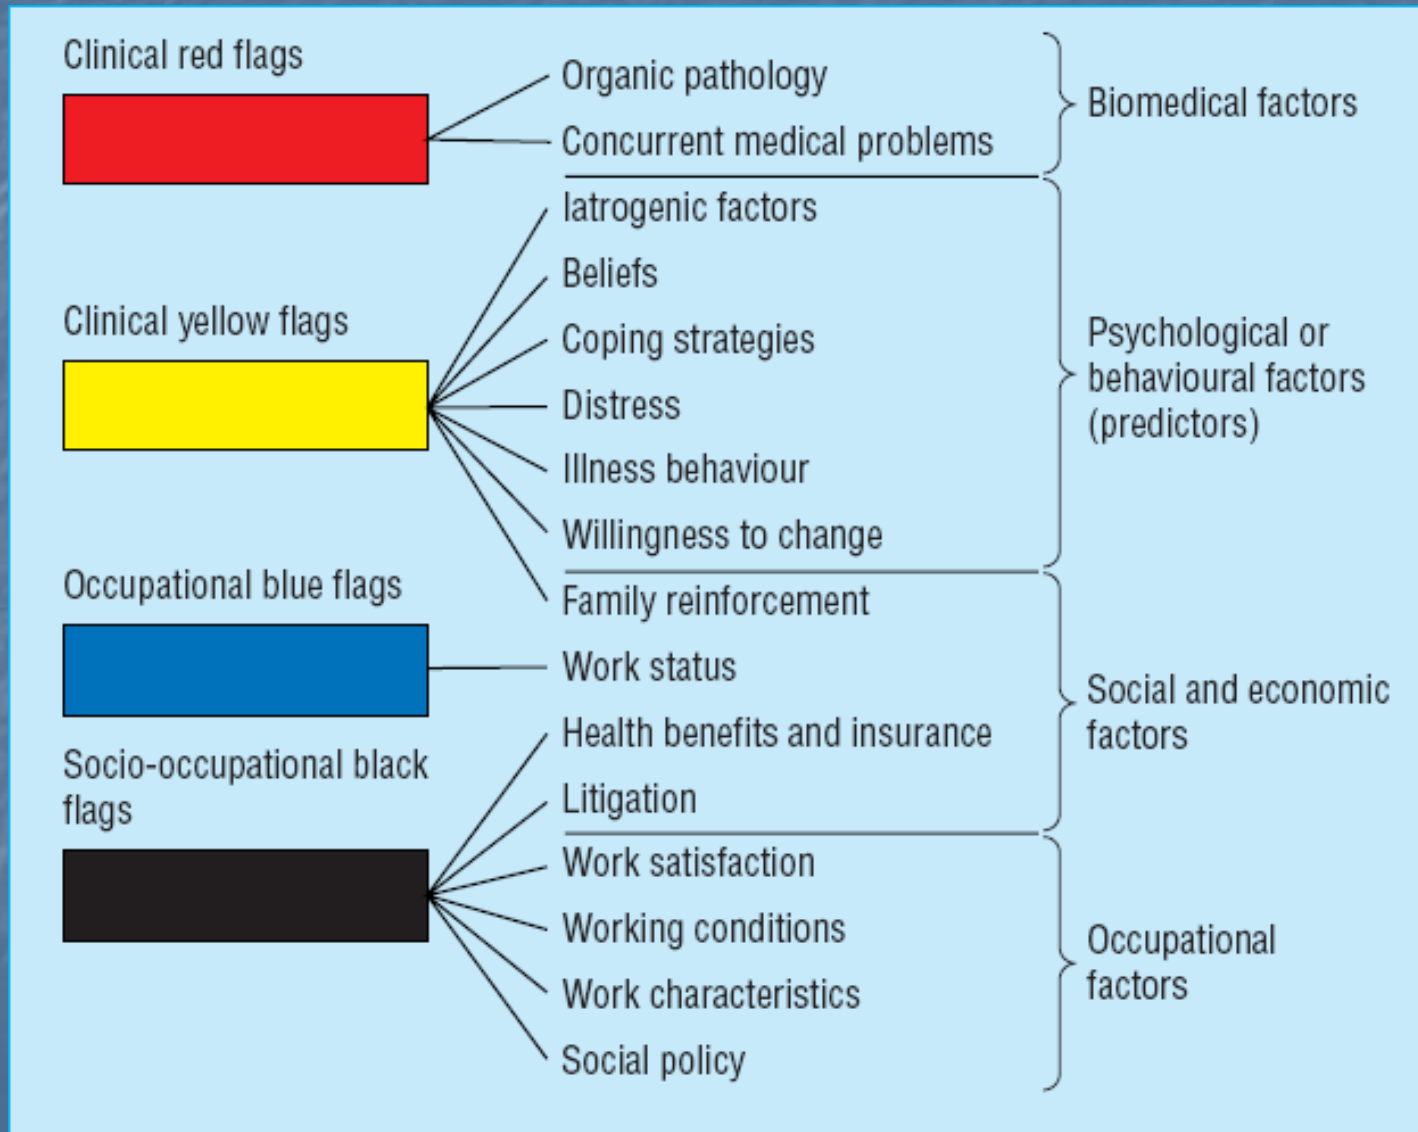 Clinical red flags
Organic pathology
Concurrent medical problems
Biomedical factors
Iatrogenic factors
Beliefs
Clinical yellow flags
Coping strategies
Distress
Illness behaviour
Willingness to change
Psychological or
behavioural factors
(predictors)
Occupational blue flags
Family reinforcement
Work status
Health benefits and insurance
Litigation
Social and economic
factors
Socio-occupational black
flags
Work satisfaction
Working conditions
Work characteristics
Social policy
Occupational
factors